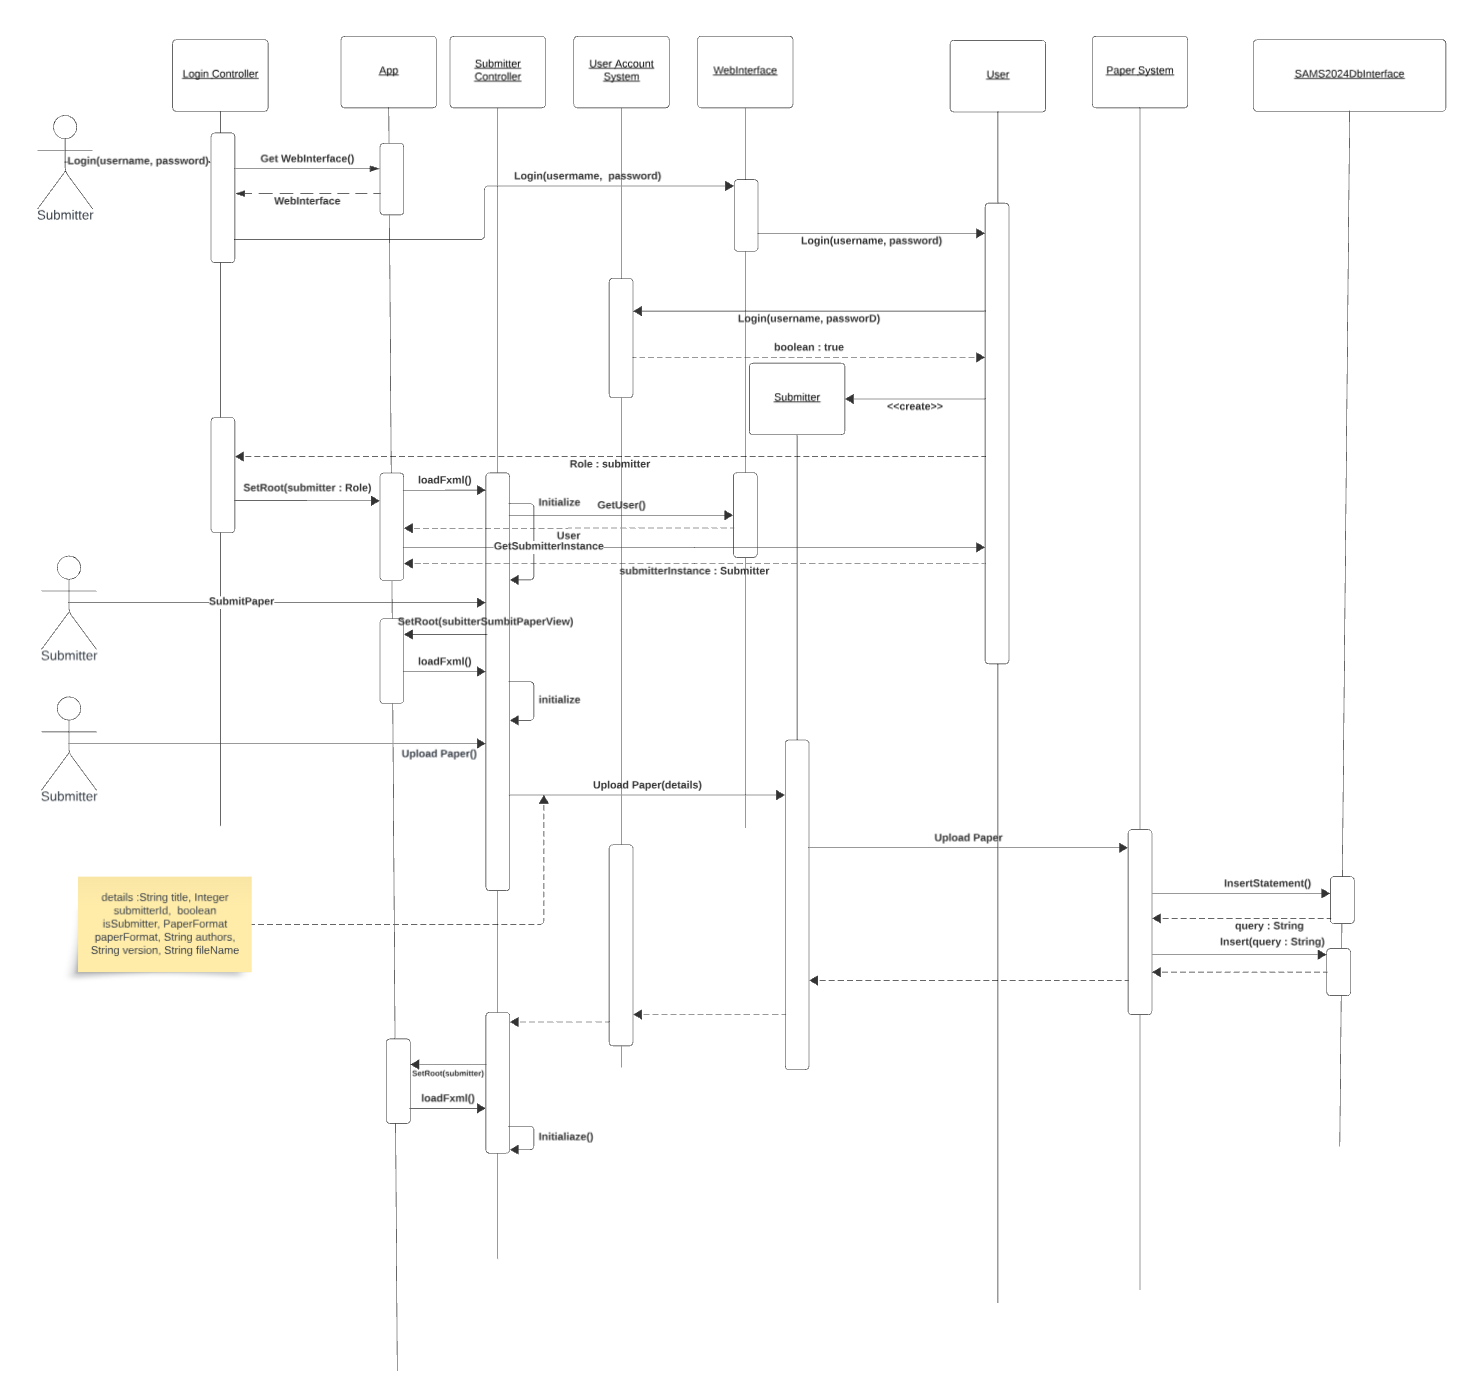 Login Controller
App
Submitter
Controller
User Account
System
WebInterface
User
Paper System
SAMS2024DbInterface
Login(username, password)
Submitter
Get WebInterface()
WebInterface
Login(usermame,  password)
Login(username, password)
Login(username, passworD)
boolean : true
Submitter
<<create>>
Role : submitter
SetRoot(submitter : Role)
loadFxml()
Initialize
GetUser()
User
GetSubmitterInstance
submitterInstance : Submitter
SubmitPaper
Submitter
SetRoot(subitterSumbitPaperView)
loadFxml()
initialize
Upload Paper()
Submitter
Upload Paper(details)
Upload Paper
InsertStatement()
query : String
Insert(query : String)
details :String title, Integer
submitterId,  boolean
isSubmitter, PaperFormat
paperFormat, String authors,
String version, String fileName
SetRoot(submitter)
loadFxml()
Initialiaze()